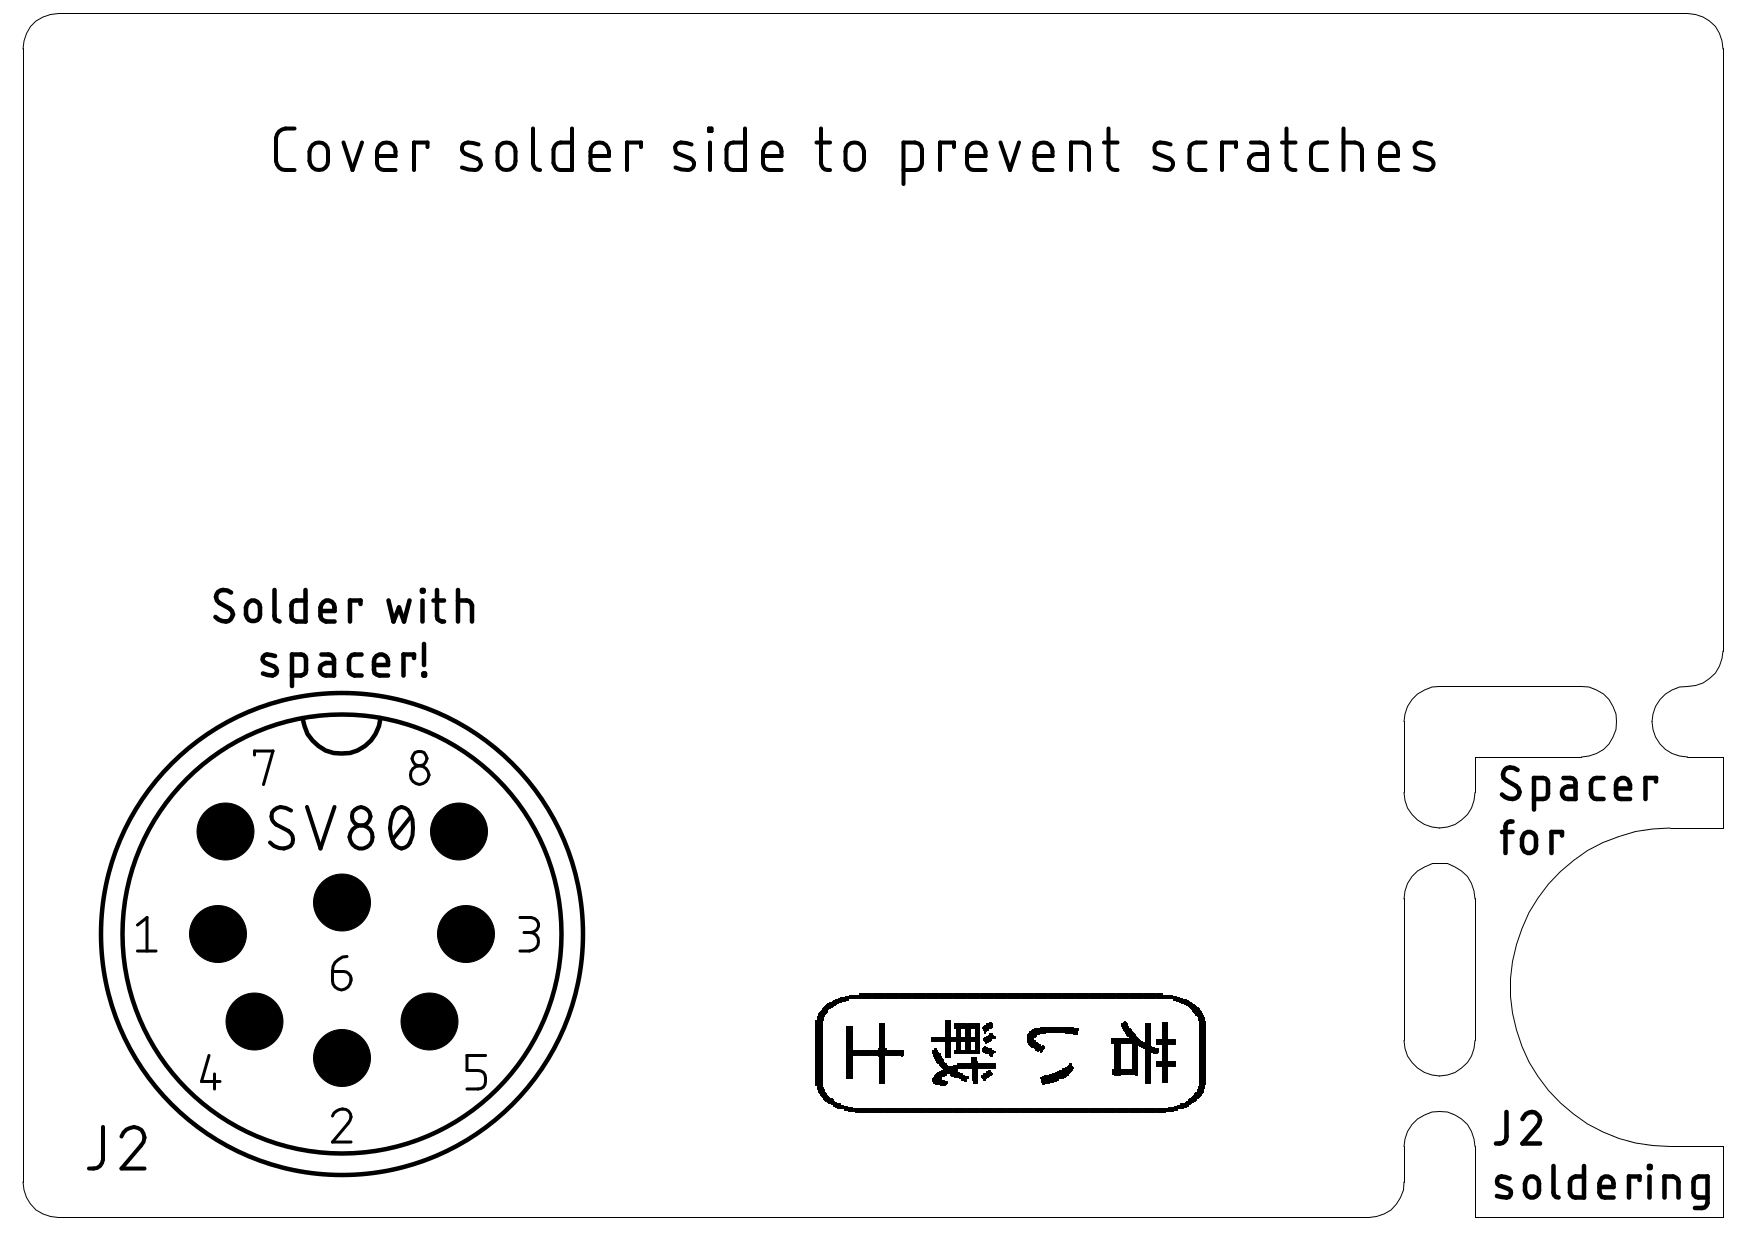 Cover solder side to prevent scratches
Solder with
spacer!
7
8
SV80
1
3
6
4
5
2
J2
若い戦士
Spacer
for
J2
soldering